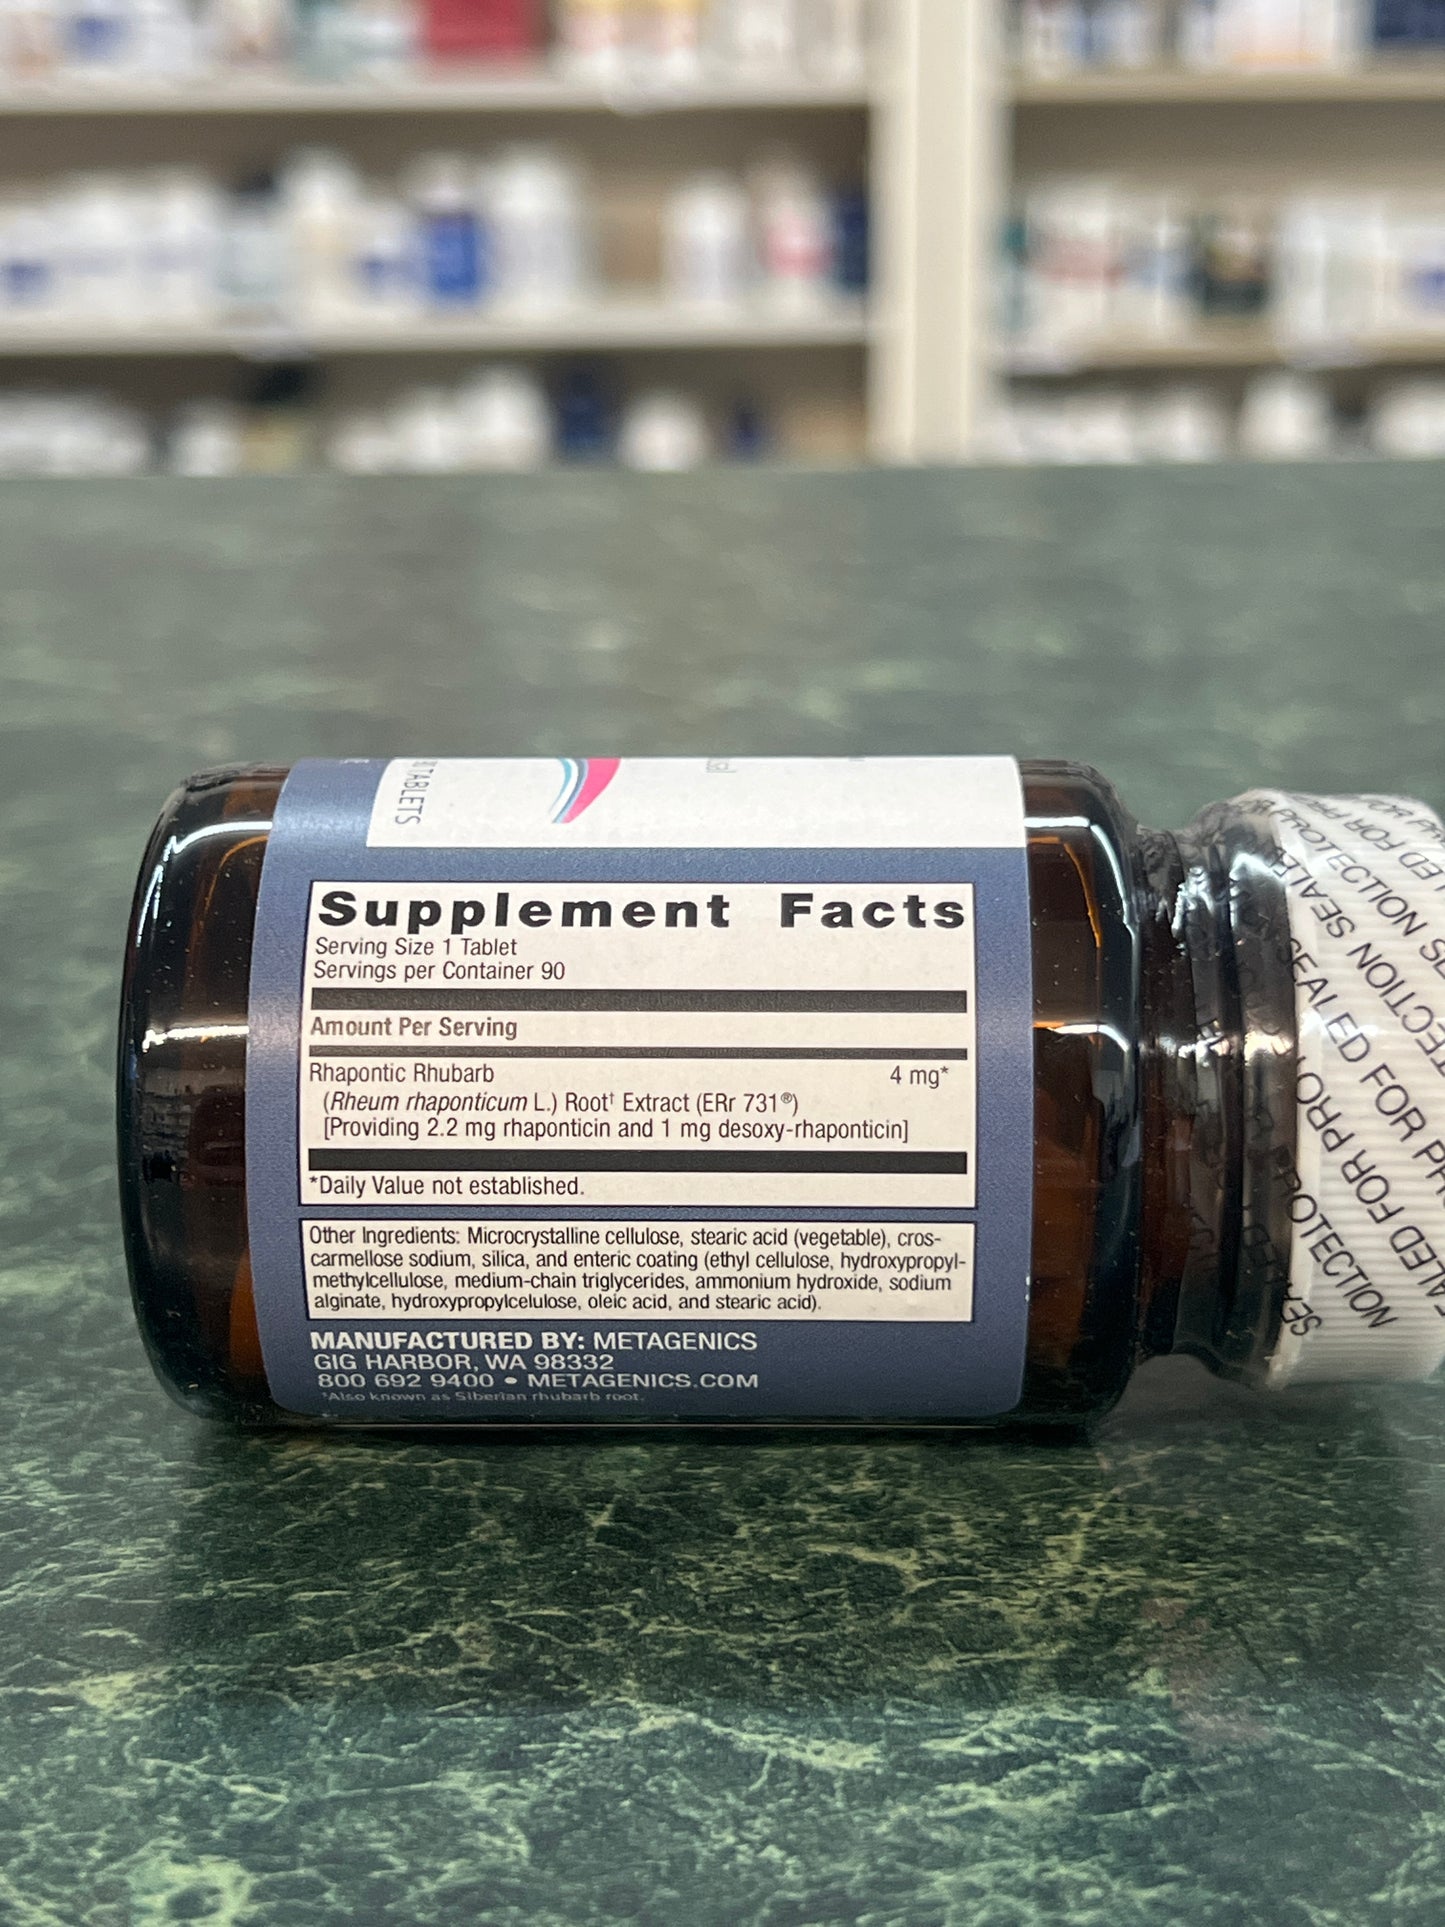 TABLETS
Supplement Facts
Serving Size 1 Tablet
Servings per Container 90
Amount Per Serving
Rhapontic Rhubarb 4 mg*
(Rheum rhaponticum L.) Root† Extract (ERr 731®)
[Providing 2.2 mg rhaponticin and 1 mg desoxy-rhaponticin]
*Daily Value not established.
Other Ingredients: Microcrystalline cellulose, stearic acid (vegetable), cros-
carmellose sodium, silica, and enteric coating (ethyl cellulose, hydroxypropyl-
methylcellulose, medium-chain triglycerides, ammonium hydroxide, sodium
alginate, hydroxypropylcelulose, oleic acid, and stearic acid).
MANUFACTURED BY: METAGENICS
GIG HARBOR, WA 98332
800 692 9400 • METAGENICS.COM
†Also known as Siberian rhubarb root.
SEALED FOR
PROTECTION
SEALED FOR